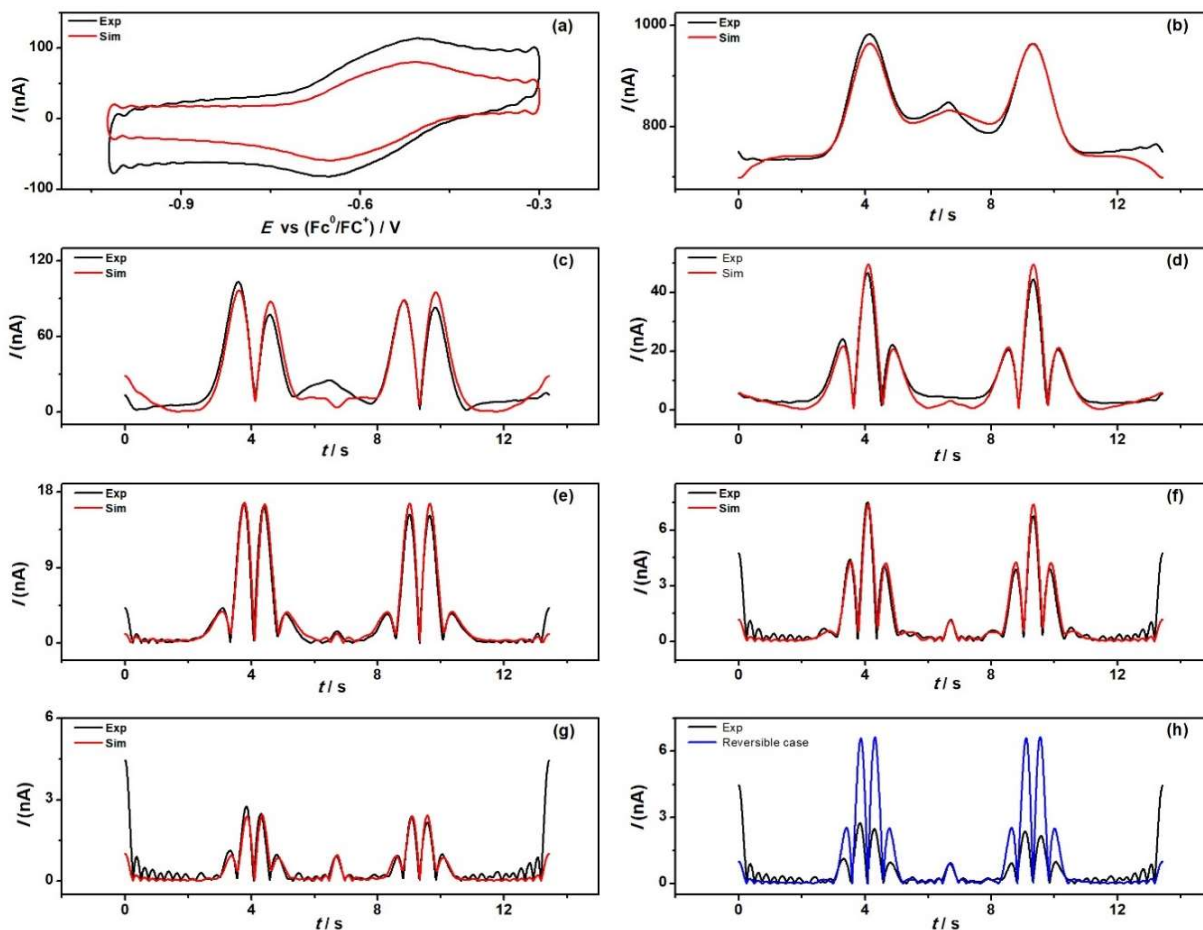 Exp
Sim
(a)
100
0
-100
I (nA)
-0.9 -0.6 -0.3
E vs (Fc⁰/FC⁺) / V
Exp
Sim
(b)
1000
800
I (nA)
0 4 8 12
t / s
Exp
Sim
(c)
120
60
0
I (nA)
0 4 8 12
t / s
Exp
Sim
(d)
40
20
0
I (nA)
0 4 8 12
t / s
Exp
Sim
(e)
18
9
0
I (nA)
0 4 8 12
t / s
Exp
Sim
(f)
6
3
0
I (nA)
0 4 8 12
t / s
Exp
Sim
(g)
6
3
0
I (nA)
0 4 8 12
t / s
Exp
Reversible case
(h)
6
3
0
I (nA)
0 4 8 12
t / s